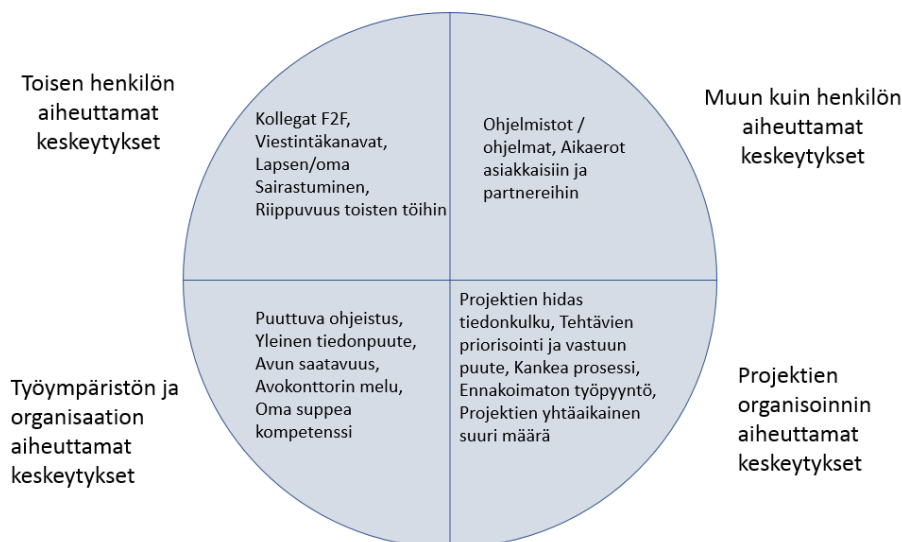 Toisen henkilön
aiheuttamat
keskeytykset
Kollegat F2F,
Viestintäkanavat,
Lapsen/oma
Sairastuminen,
Riippuvuus toisten töihin
Ohjelmistot /
ohjelmat, Aikaerot
asiakkaisiin ja
partnereihin
Muun kuin henkilön
aiheuttamat
keskeytykset
Työympäristön ja
organisaation
aiheuttamat
keskeytykset
Puuttuva ohjeistus,
Yleinen tiedonpuute,
Avun saatavuus,
Avokonttorin melu,
Oma suppea
kompetenssi
Projektien hidas
tiedonkulku, Tehtävien
priorisointi ja vastuun
puute, Kankea prosessi,
Ennakoimaton työpyyntö,
Projektien yhtäaikainen
suuri määrä
Projektien
organisoinnin
aiheuttamat
keskeytykset